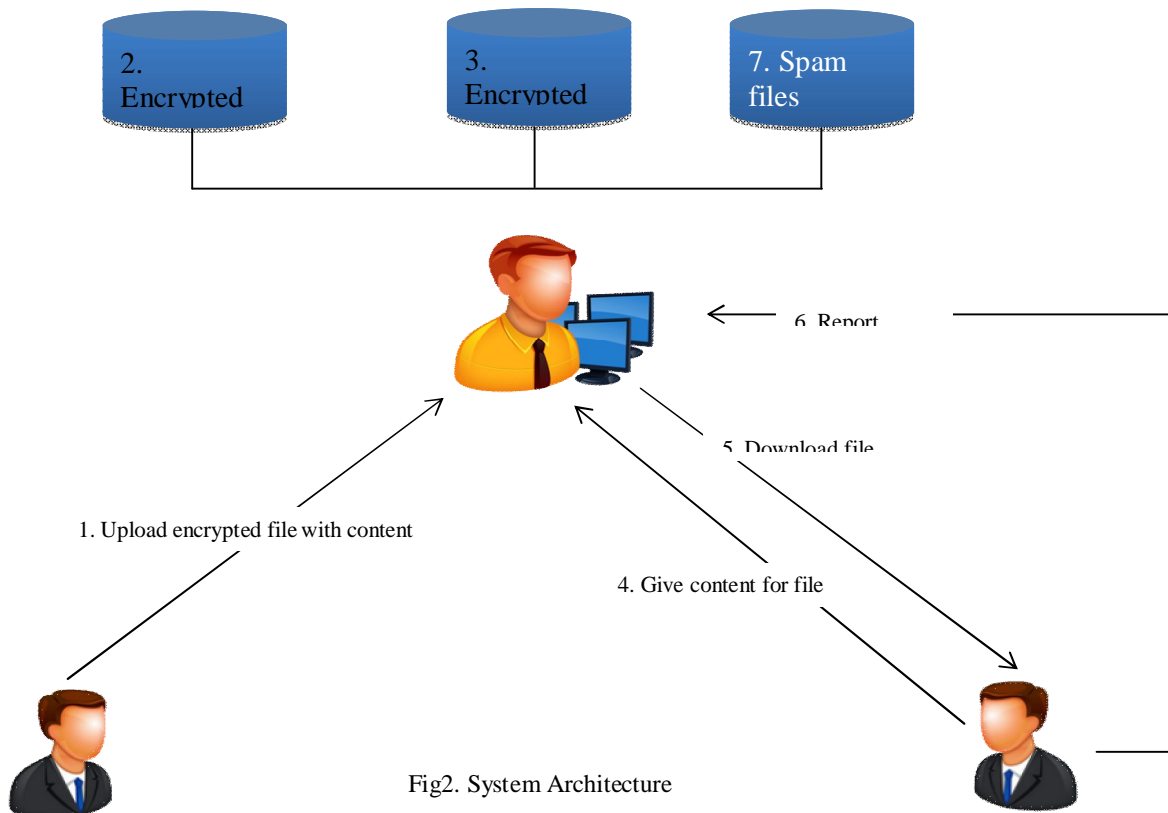 2.
Encrypted
3.
Encrypted
7. Spam
files
6. Report
5. Download file
1. Upload encrypted file with content
4. Give content for file
Fig2. System Architecture